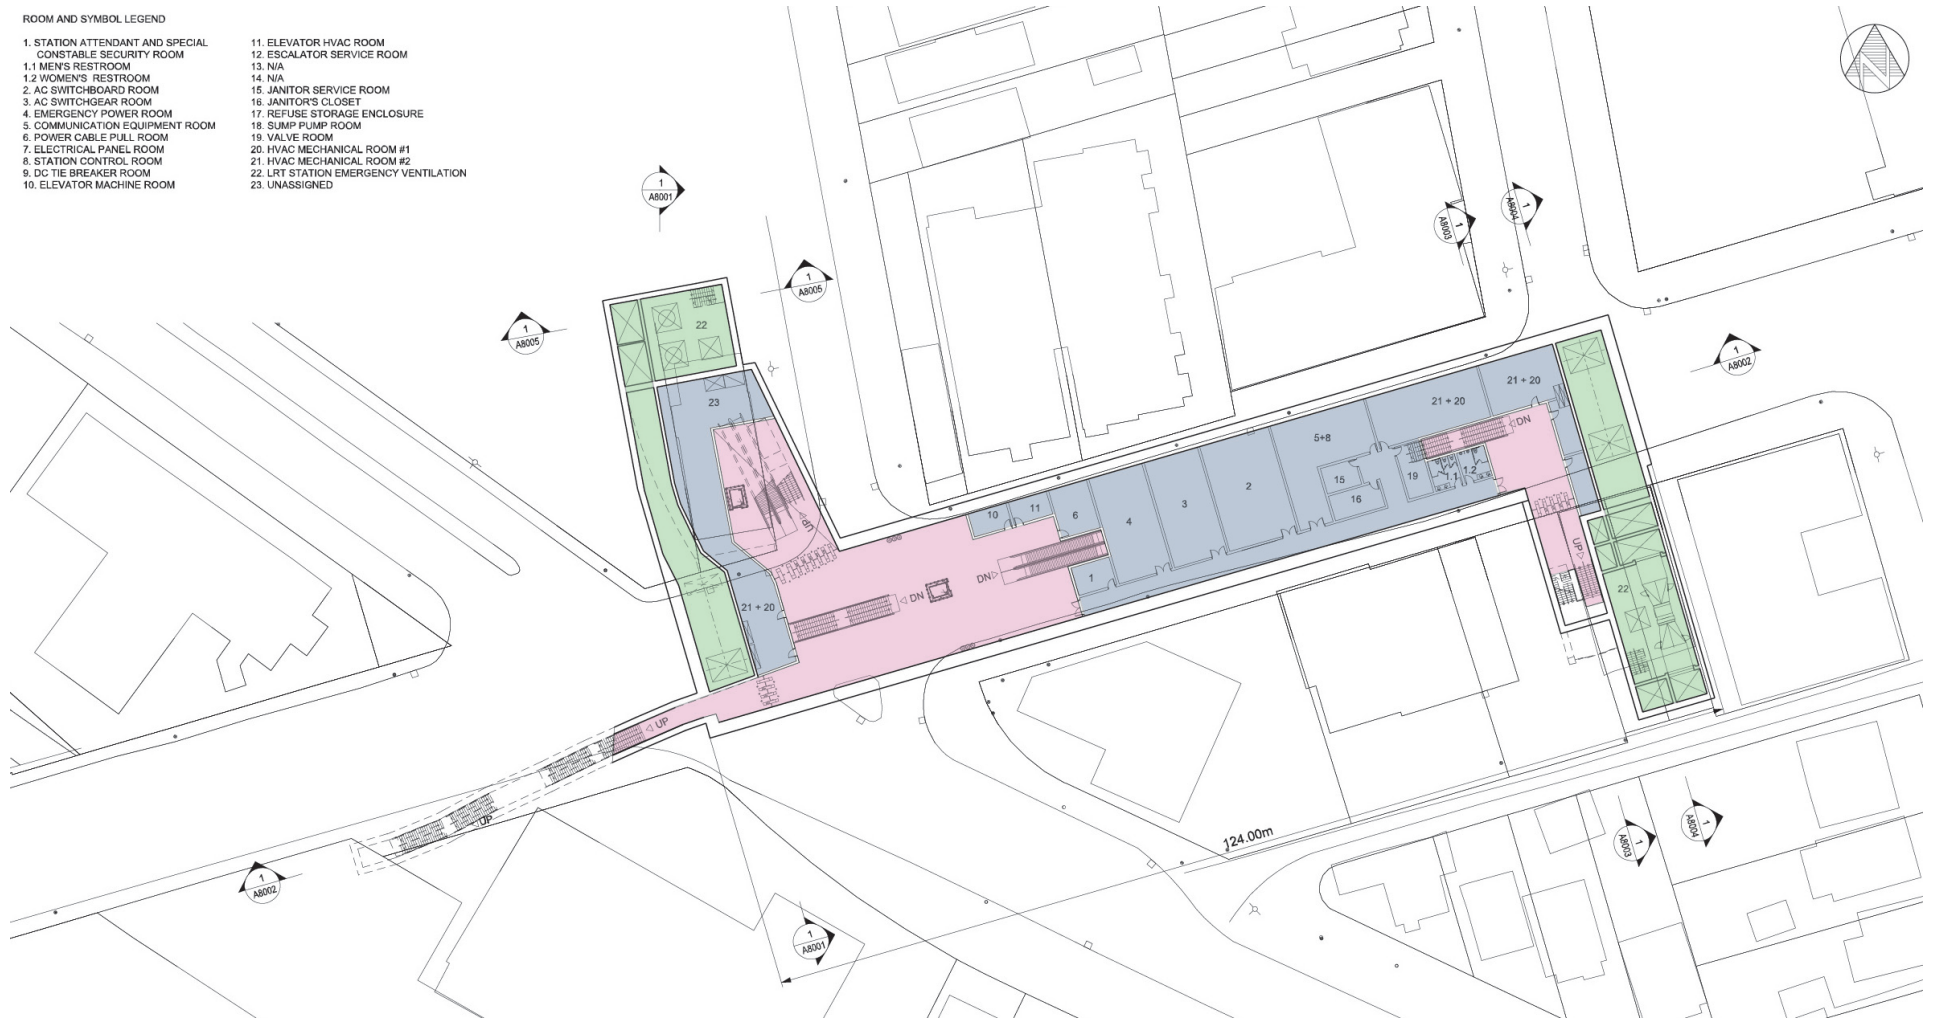 ROOM AND SYMBOL LEGEND
1. STATION ATTENDANT AND SPECIAL
CONSTABLE SECURITY ROOM
1.1 MEN'S RESTROOM
1.2 WOMEN'S RESTROOM
2. AC SWITCHBOARD ROOM
3. AC SWITCHGEAR ROOM
4. EMERGENCY POWER ROOM
5. COMMUNICATION EQUIPMENT ROOM
6. POWER CABLE PULL ROOM
7. ELECTRICAL PANEL ROOM
8. STATION CONTROL ROOM
9. DC TIE BREAKER ROOM
10. ELEVATOR MACHINE ROOM
11. ELEVATOR HVAC ROOM
12. ESCALATOR SERVICE ROOM
13. N/A
14. N/A
15. JANITOR SERVICE ROOM
16. JANITOR'S CLOSET
17. REFUSE STORAGE ENCLOSURE
18. SUMP PUMP ROOM
19. VALVE ROOM
20. HVAC MECHANICAL ROOM #1
21. HVAC MECHANICAL ROOM #2
22. LRT STATION EMERGENCY VENTILATION
23. UNASSIGNED
N
1
A8001
1
A8004
1
A8003
1
A8005
1
A8005
1
A8002
22
23
21 + 20
21 + 20
DN
5+8
15
16
19
1.1
1.2
2
3
4
6
11
10
UP
DN
1
DN
21 + 20
UP
22
UP
UP
124.00m
1
A8002
1
A8001
1
A8003
1
A8004